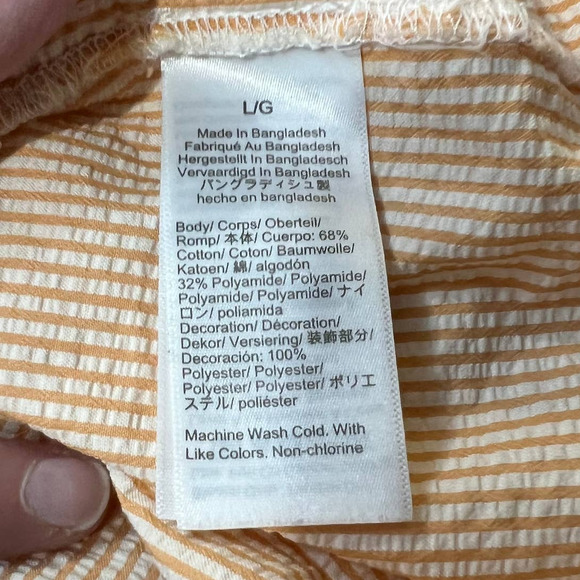 L/G
Made In Bangladesh
Fabriqué Au Bangladesh
Hergestellt In Bangladesch
Vervaardigd In Bangladesh
バングラディシュ製
hecho en bangladesh
Body/ Corps/ Oberteil/
Romp/ 本体/ Cuerpo: 68%
Cotton/ Coton/ Baumwolle/
Katoen/ 綿/ algodón
32% Polyamide/ Polyamide/
Polyamide/ Polyamide/ ナイ
ロン/ poliamida
Decoration/ Décoration/
Dekor/ Versiering/ 装飾部分/
Decoración: 100%
Polyester/ Polyester/
Polyester/ Polyester/ ポリエ
ステル/ poliéster
Machine Wash Cold. With
Like Colors. Non-chlorine